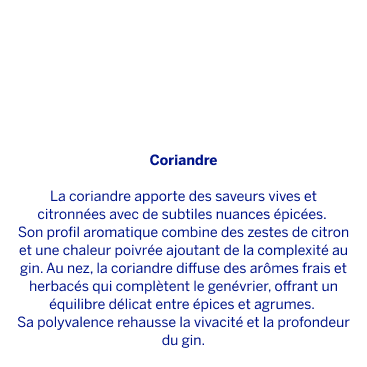 Coriandre
La coriandre apporte des saveurs vives et
citronnées avec de subtiles nuances épicées.
Son profil aromatique combine des zestes de citron
et une chaleur poivrée ajoutant de la complexité au
gin. Au nez, la coriandre diffuse des arômes frais et
herbacés qui complètent le genévrier, offrant un
équilibre délicat entre épices et agrumes.
Sa polyvalence rehausse la vivacité et la profondeur
du gin.